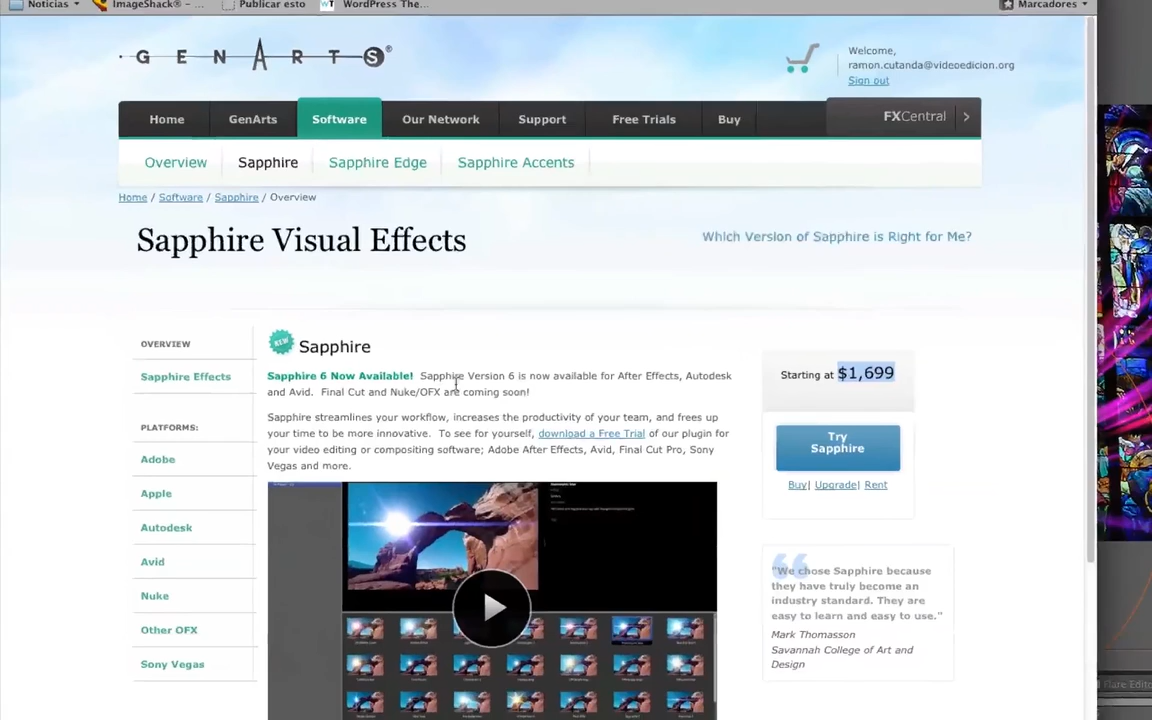 Noticias
ImageShack® - ...
Publicar esto
WordPress The...
Marcadores
GENARTS®
Welcome,
ramon.cutanda@videoedicion.org
Sign out
Home
GenArts
Software
Our Network
Support
Free Trials
Buy
FXCentral
Overview
Sapphire
Sapphire Edge
Sapphire Accents
Home / Software / Sapphire / Overview
Sapphire Visual Effects
Which Version of Sapphire is Right for Me?
OVERVIEW
Sapphire Effects
PLATFORMS:
Adobe
Apple
Autodesk
Avid
Nuke
Other OFX
Sony Vegas
NEW
Sapphire
Sapphire 6 Now Available! Sapphire Version 6 is now available for After Effects, Autodesk
and Avid. Final Cut and Nuke/OFX are coming soon!
Sapphire streamlines your workflow, increases the productivity of your team, and frees up
your time to be more innovative. To see for yourself, download a Free Trial of our plugin for
your video editing or compositing software; Adobe After Effects, Avid, Final Cut Pro, Sony
Vegas and more.
Starting at $1,699
Try
Sapphire
Buy| Upgrade| Rent
"We chose Sapphire because
they have truly become an
industry standard. They are
easy to learn and easy to use."
Mark Thomasson
Savannah College of Art and
Design
Flare Edito